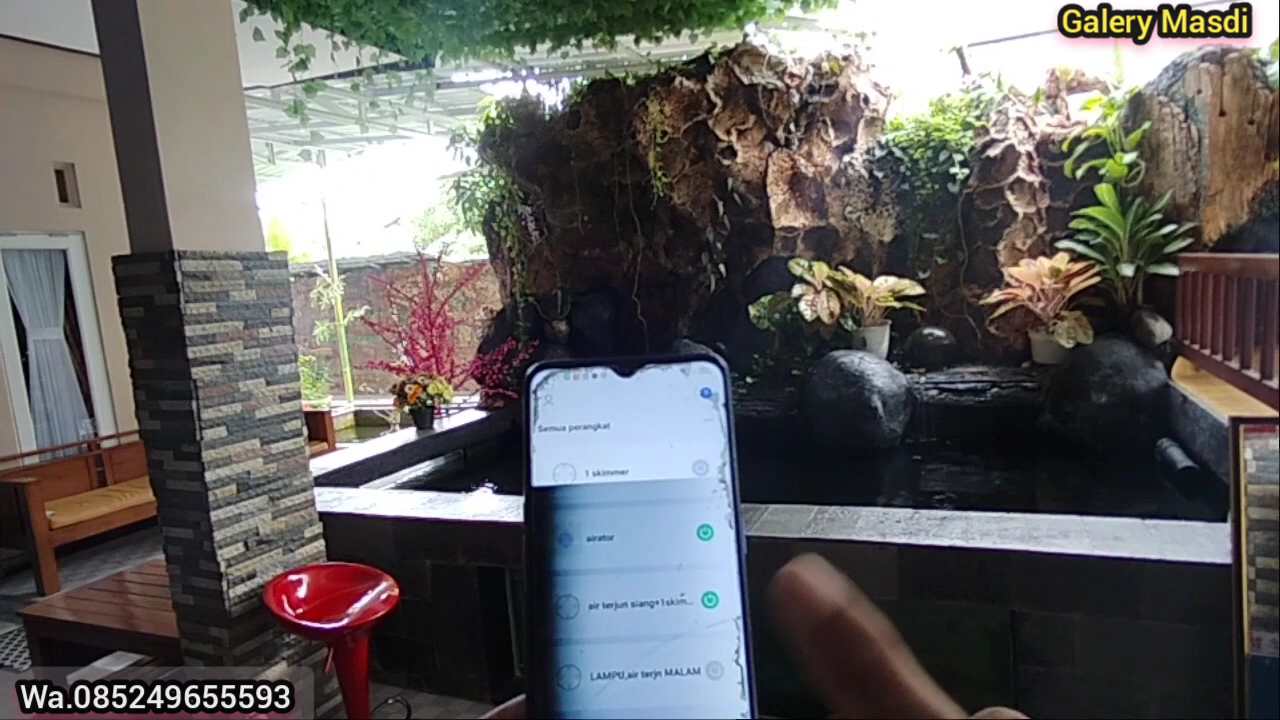 Galery Masdi
Semua perangkat
1 skimmer
airator
air terjun siang+1skim...
LAMPU,air terjn MALAM
Wa.085249655593